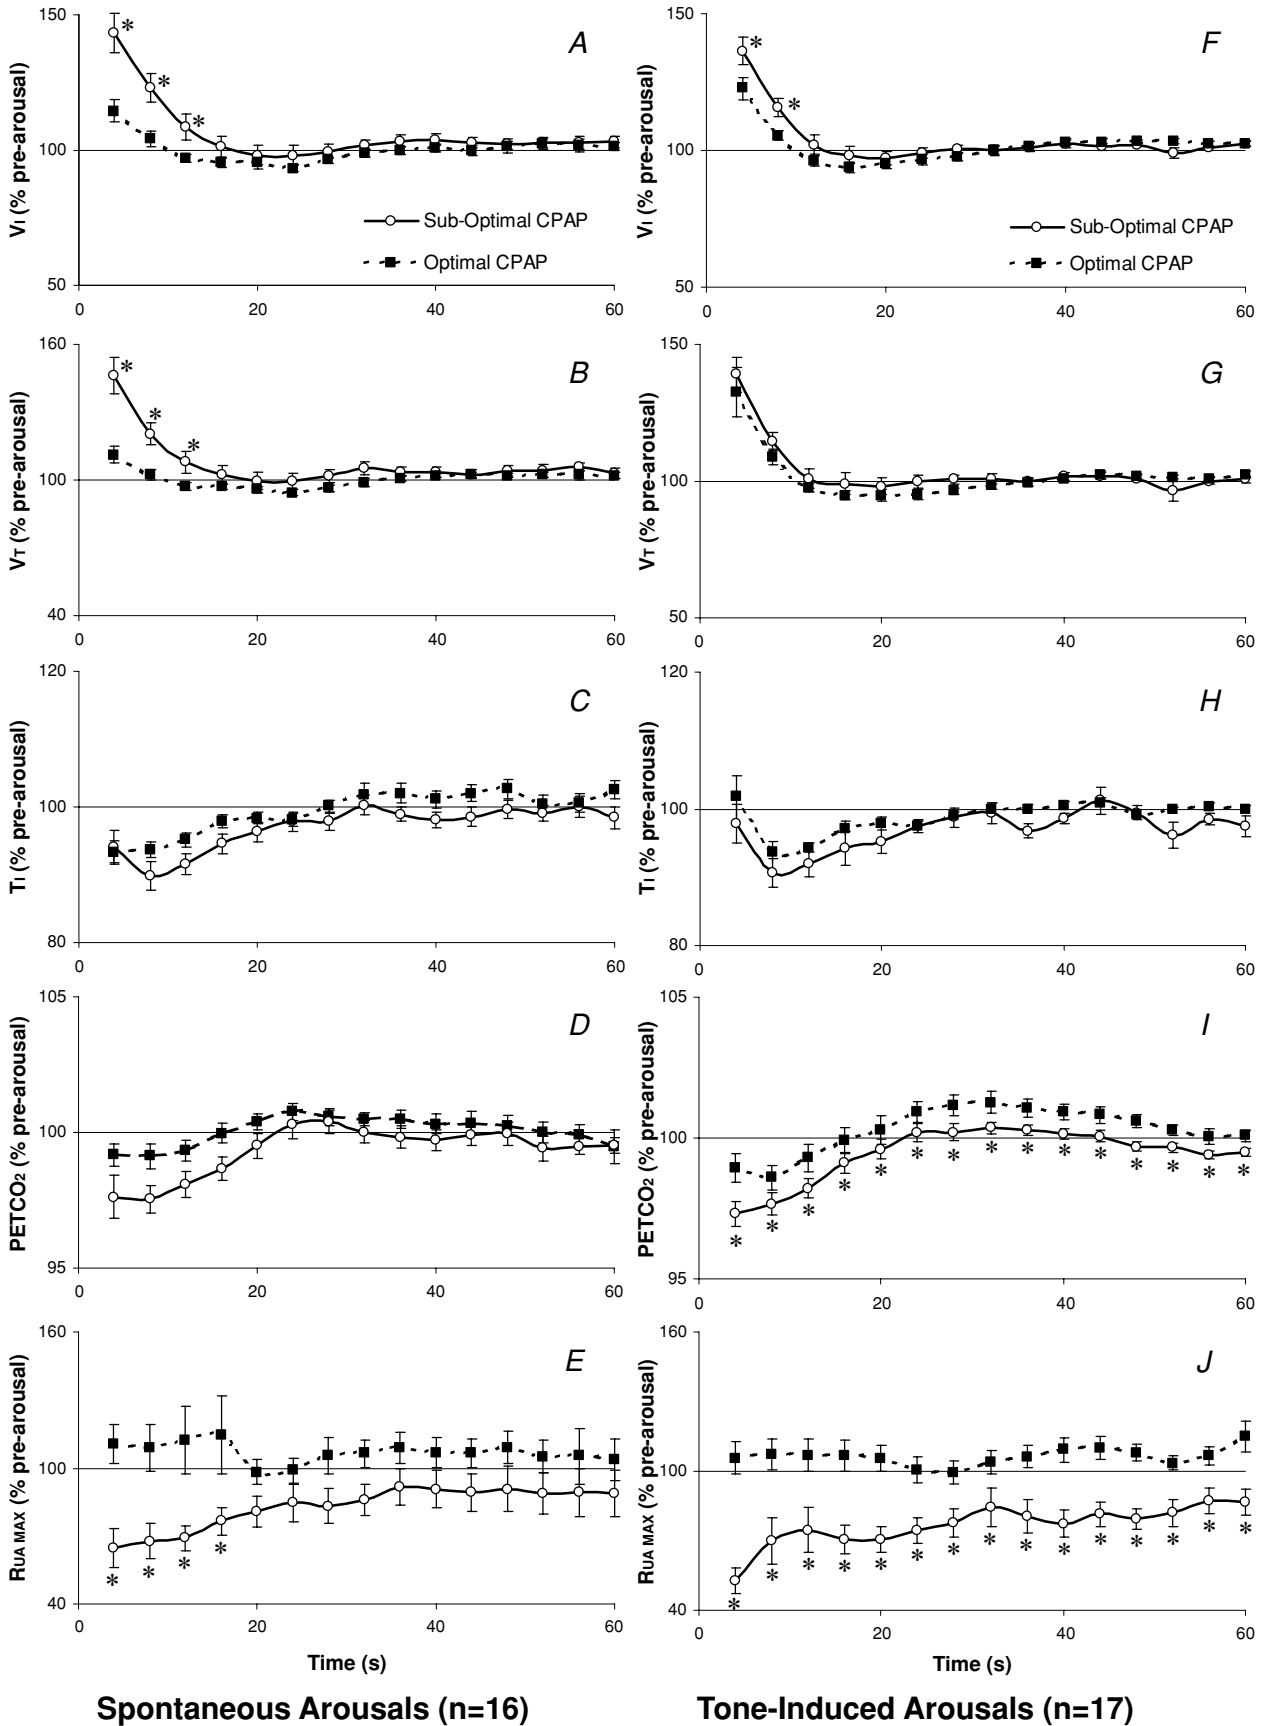 150
100
50
VI (% pre-arousal)
A
*
*
*
Sub-Optimal CPAP
Optimal CPAP
0 20 40 60
150
100
50
VI (% pre-arousal)
F
*
*
Sub-Optimal CPAP
Optimal CPAP
0 20 40 60
160
100
40
VT (% pre-arousal)
B
*
*
*
0 20 40 60
150
100
50
VT (% pre-arousal)
G
0 20 40 60
120
100
80
TI (% pre-arousal)
C
0 20 40 60
120
100
80
TI (% pre-arousal)
H
0 20 40 60
105
100
95
PETCO2 (% pre-arousal)
D
0 20 40 60
105
100
95
PETCO2 (% pre-arousal)
I
* * * * * * * * * * * * * * *
0 20 40 60
160
100
40
RUA MAX (% pre-arousal)
E
* * * *
0 20 40 60
Time (s)
160
100
40
RUA MAX (% pre-arousal)
J
* * * * * * * * * * * * * * *
0 20 40 60
Time (s)
Spontaneous Arousals (n=16)
Tone-Induced Arousals (n=17)